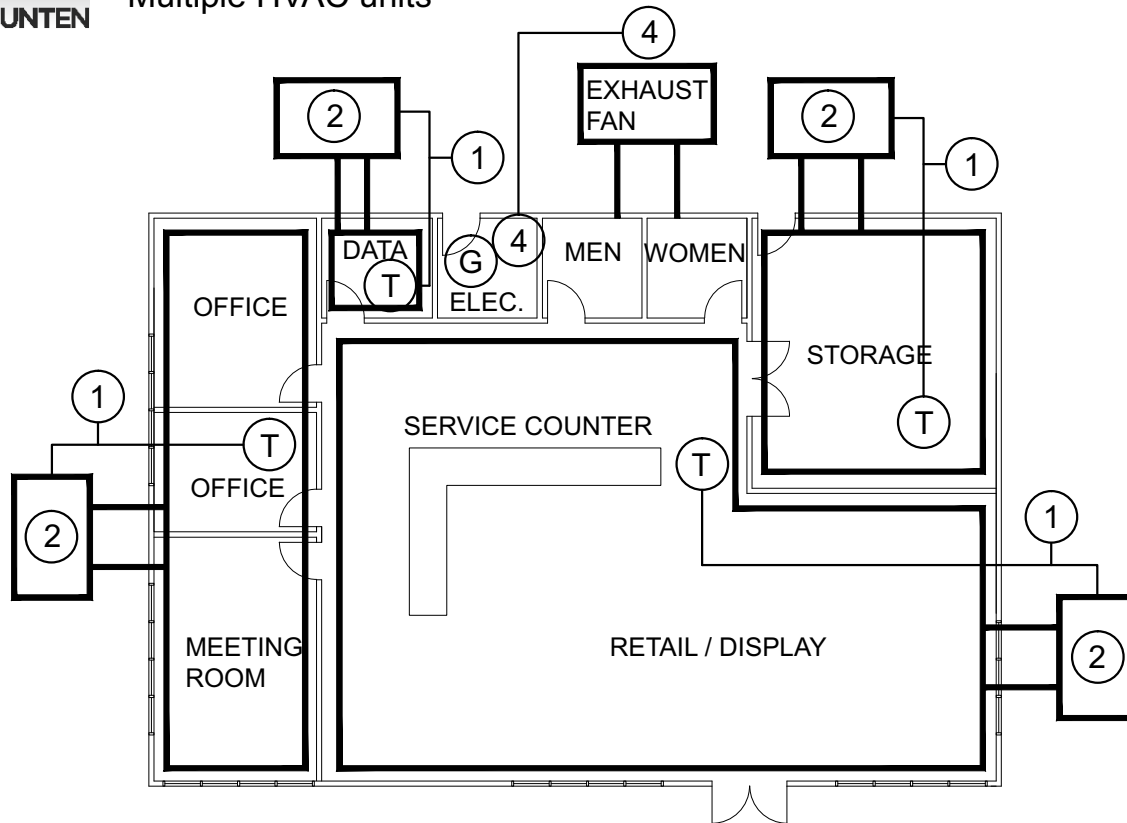 Multiple HVAC units
UNTEN
4
EXHAUST
FAN
2
2
1
1
DATA
T
G
4
ELEC.
MEN
WOMEN
OFFICE
STORAGE
1
T
OFFICE
2
SERVICE COUNTER
T
T
1
MEETING
ROOM
RETAIL / DISPLAY
2